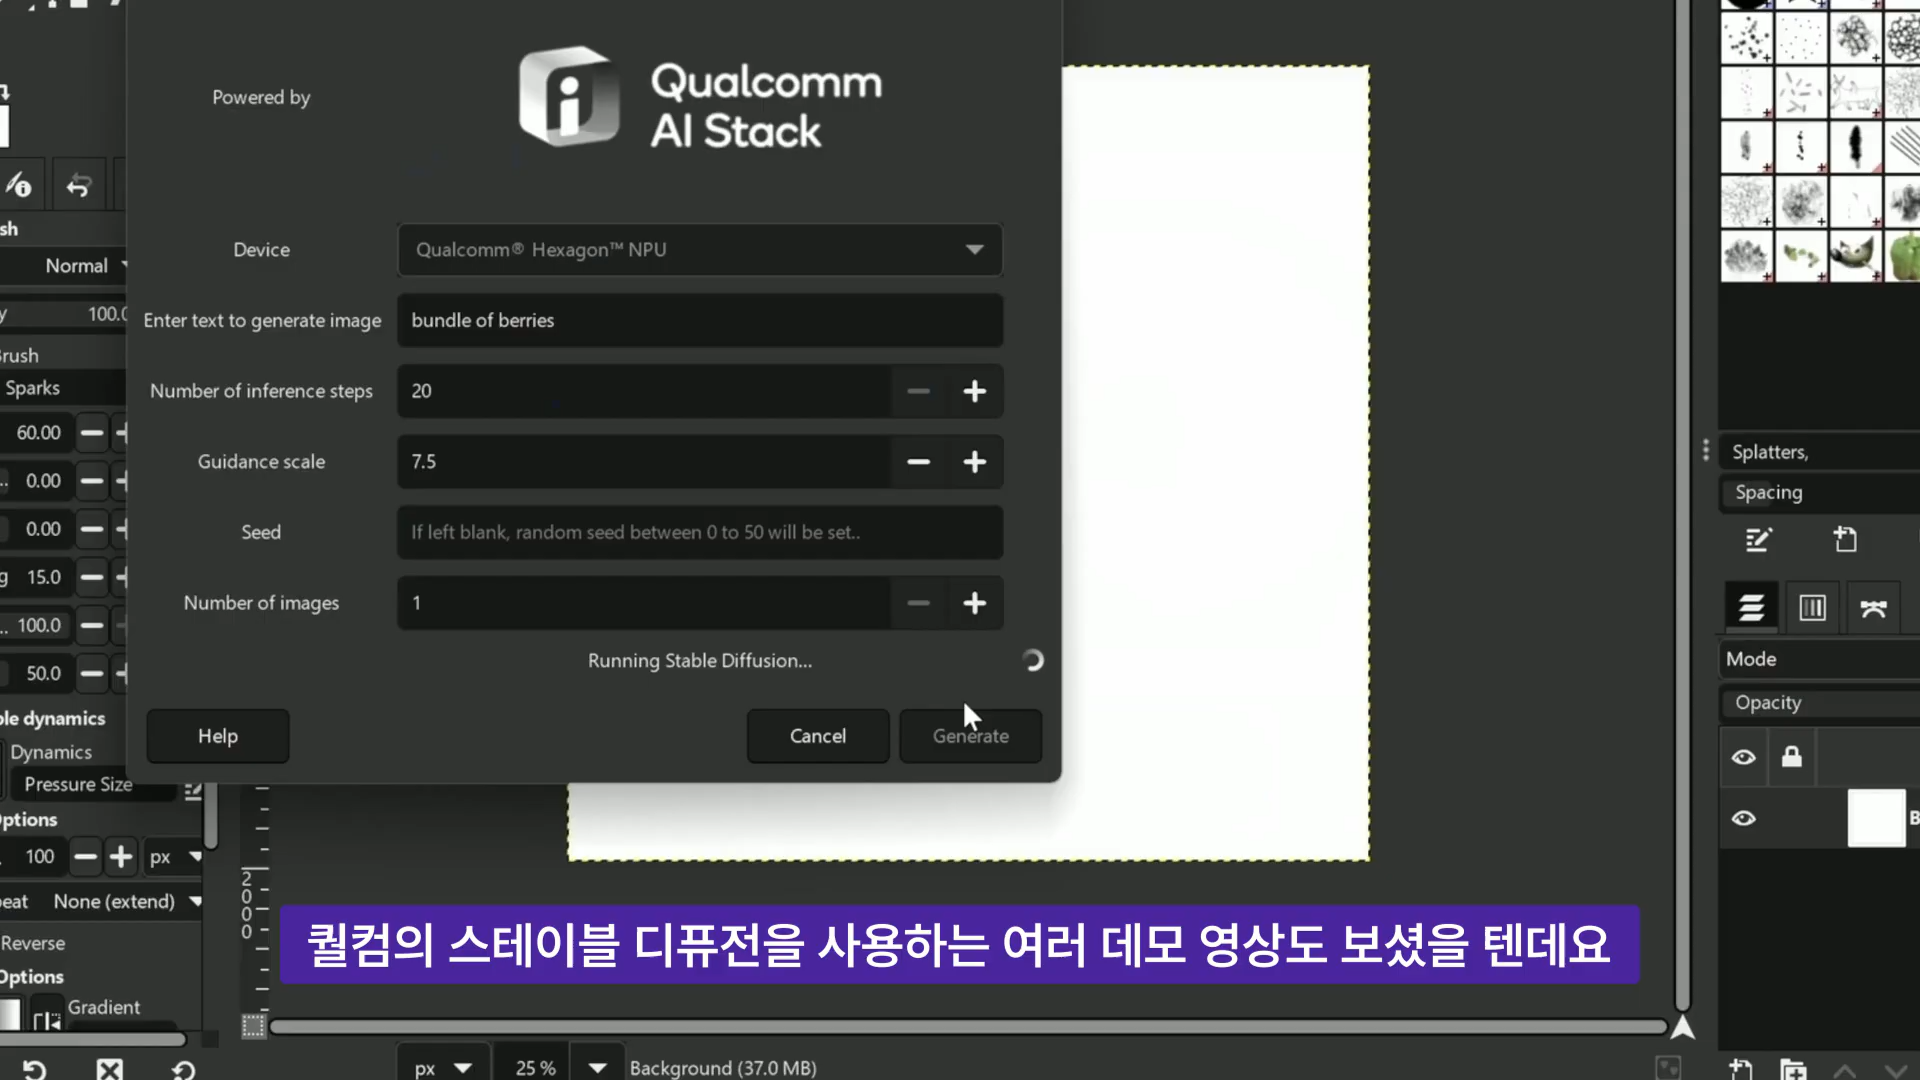 Powered by
Qualcomm
AI Stack
Device
Qualcomm® Hexagon™ NPU
Enter text to generate image
bundle of berries
Number of inference steps
20
Guidance scale
7.5
Seed
If left blank, random seed between 0 to 50 will be set..
Number of images
1
Running Stable Diffusion...
Help
Cancel
Generate
Normal
100.0
Sparks
60.00
0.00
0.00
15.0
100.0
50.0
dynamics
Dynamics
Pressure Size
100
px
None (extend)
Reverse
Options
Gradient
200
Splatters,
Spacing
Mode
Opacity
퀄컴의 스테이블 디퓨전을 사용하는 여러 데모 영상도 보셨을 텐데요
px
25 %
Background (37.0 MB)